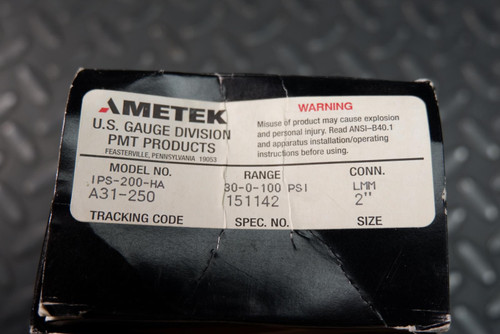 AMETEK
U.S. GAUGE DIVISION
PMT PRODUCTS
FEASTERVILLE, PENNSYLVANIA 19053
WARNING
Misuse of product may cause explosion
and personal injury. Read ANSI-B40.1
and apparatus installation/operating
instructions before using.
MODEL NO. RANGE CONN.
IPS-200-HA 30-0-100 PSI LMM
A31-250 151142 2"
TRACKING CODE SPEC. NO. SIZE